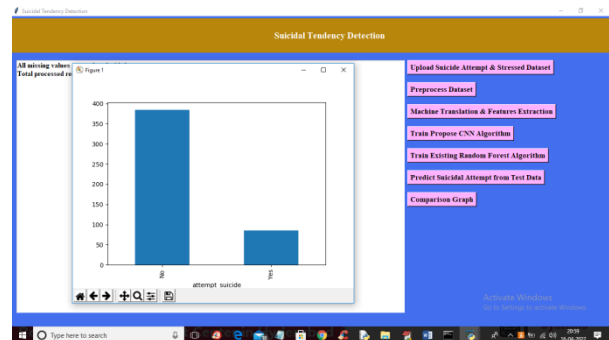 Suicidal Tendency Detection
Suicidal Tendency Detection
All missing values
Total processed re
Figure 1
400
350
300
250
200
150
100
50
0
No
Yes
attempt_suicide
Upload Suicide Attempt & Stressed Dataset
Preprocess Dataset
Machine Translation & Features Extraction
Train Propose CNN Algorithm
Train Existing Random Forest Algorithm
Predict Suicidal Attempt from Test Data
Comparison Graph
Activate Windows
Go to Settings to activate Windows.
Type here to search
20:59